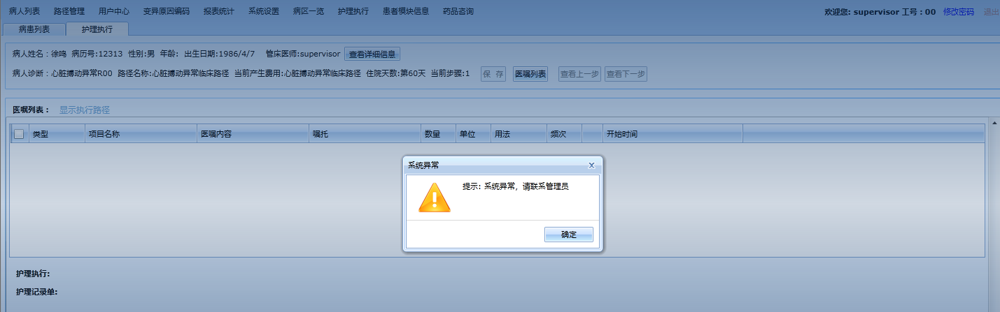 病人列表 路径管理 用户中心 变异原因编码 报表统计 系统设置 病区一览 护理执行 患者模块信息 药品咨询 欢迎您: supervisor 工号：00 修改密码 退出
病患列表 护理执行
病人姓名：徐鸣 病历号:12313 性别:男 年龄: 出生日期:1986/4/7 管床医师:supervisor 查看详细信息
病人诊断：心脏搏动异常R00 路径名称:心脏搏动异常临床路径 当前产生费用:心脏搏动异常临床路径 住院天数:第60天 当前步骤:1 保 存 医嘱列表 查看上一步 查看下一步
医嘱列表： 显示执行路径
类型 项目名称 医嘱内容 嘱托 数量 单位 用法 频次 开始时间
系统异常
提示: 系统异常，请联系管理员
确定
护理执行:
护理记录单: